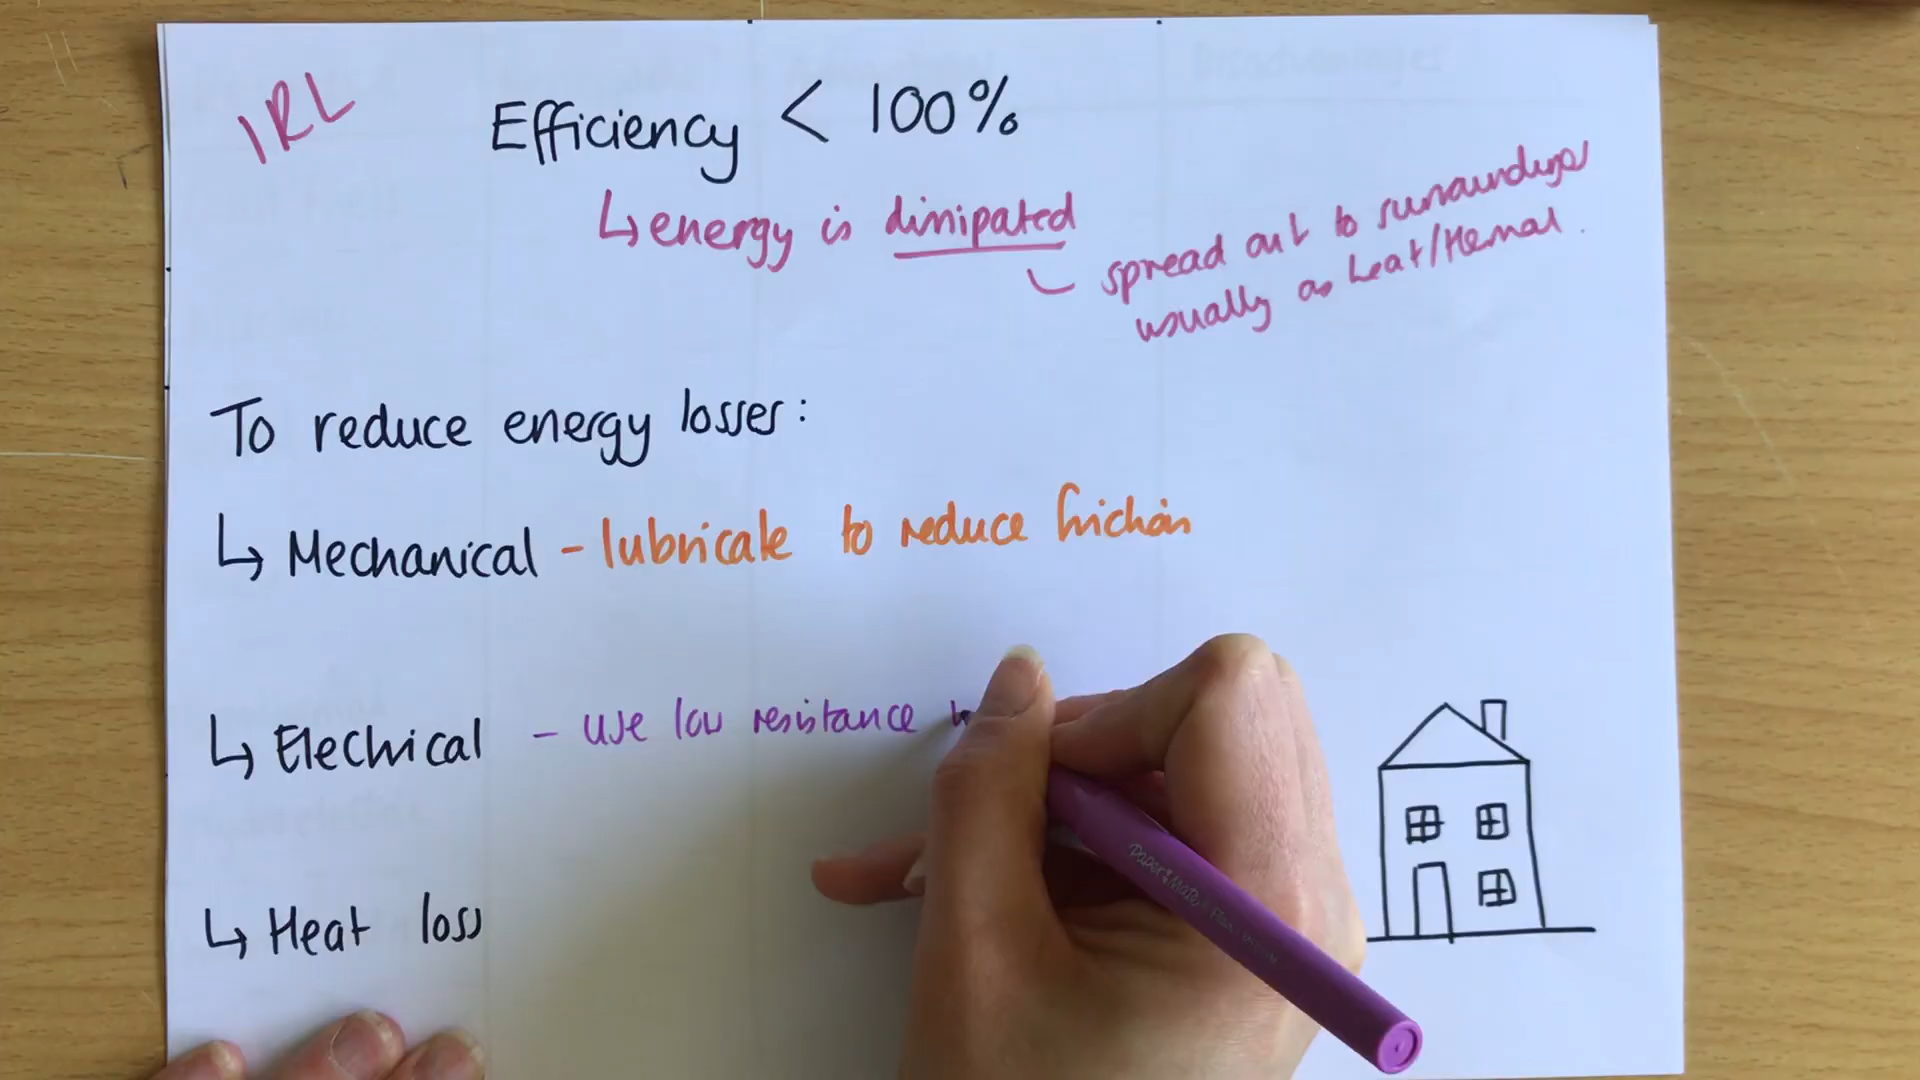 IRL
Efficiency < 100%
↳ energy is dissipated
spread out to surroundings
usually as heat/thermal.
To reduce energy losses:
↳ Mechanical - lubricate to reduce friction
↳ Electrical - use low resistance
↳ Heat loss
Disadvantages
Paper Mate